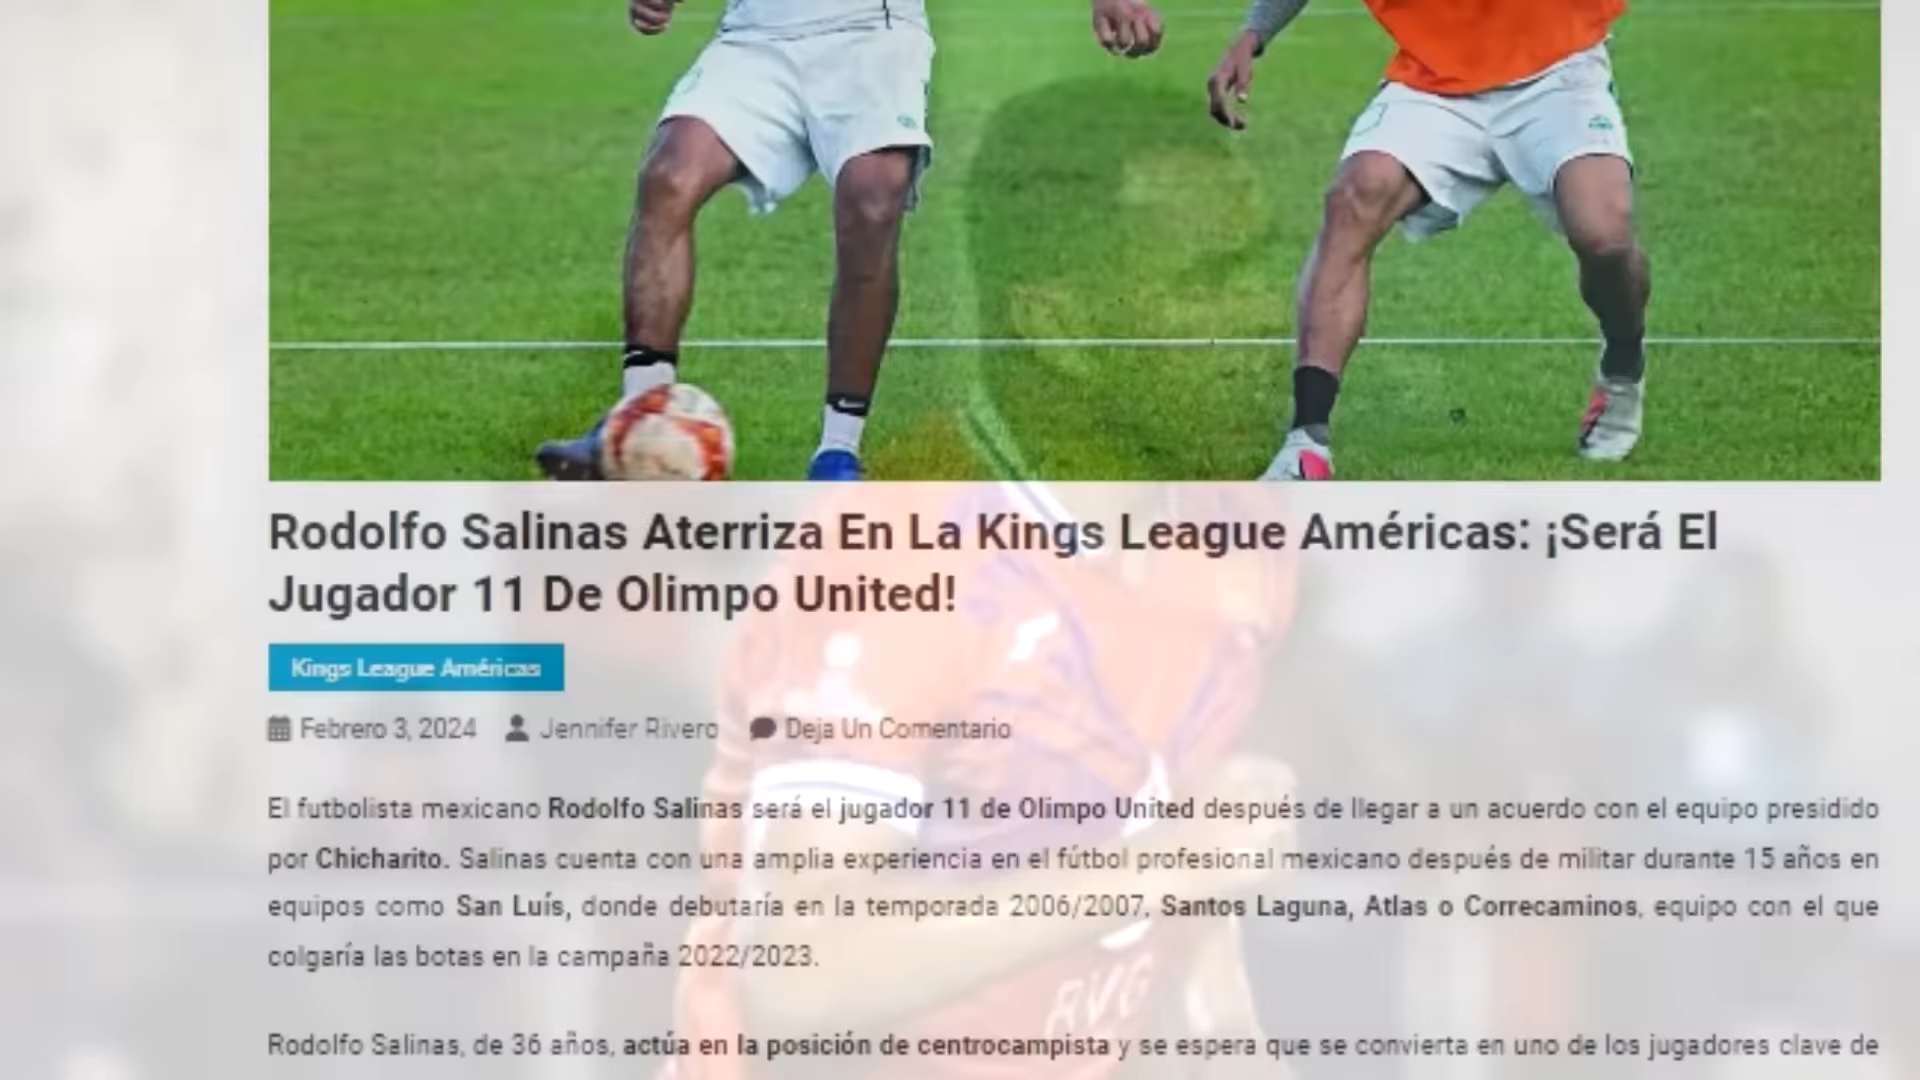 Rodolfo Salinas Aterriza En La Kings League Américas: ¡Será El
Jugador 11 De Olimpo United!
Kings League Américas
Febrero 3, 2024 Jennifer Rivero Deja Un Comentario
El futbolista mexicano Rodolfo Salinas será el jugador 11 de Olimpo United después de llegar a un acuerdo con el equipo presidido
por Chicharito. Salinas cuenta con una amplia experiencia en el fútbol profesional mexicano después de militar durante 15 años en
equipos como San Luís, donde debutaría en la temporada 2006/2007, Santos Laguna, Atlas o Correcaminos, equipo con el que
colgaría las botas en la campaña 2022/2023.
Rodolfo Salinas, de 36 años, actúa en la posición de centrocampista y se espera que se convierta en uno de los jugadores clave de